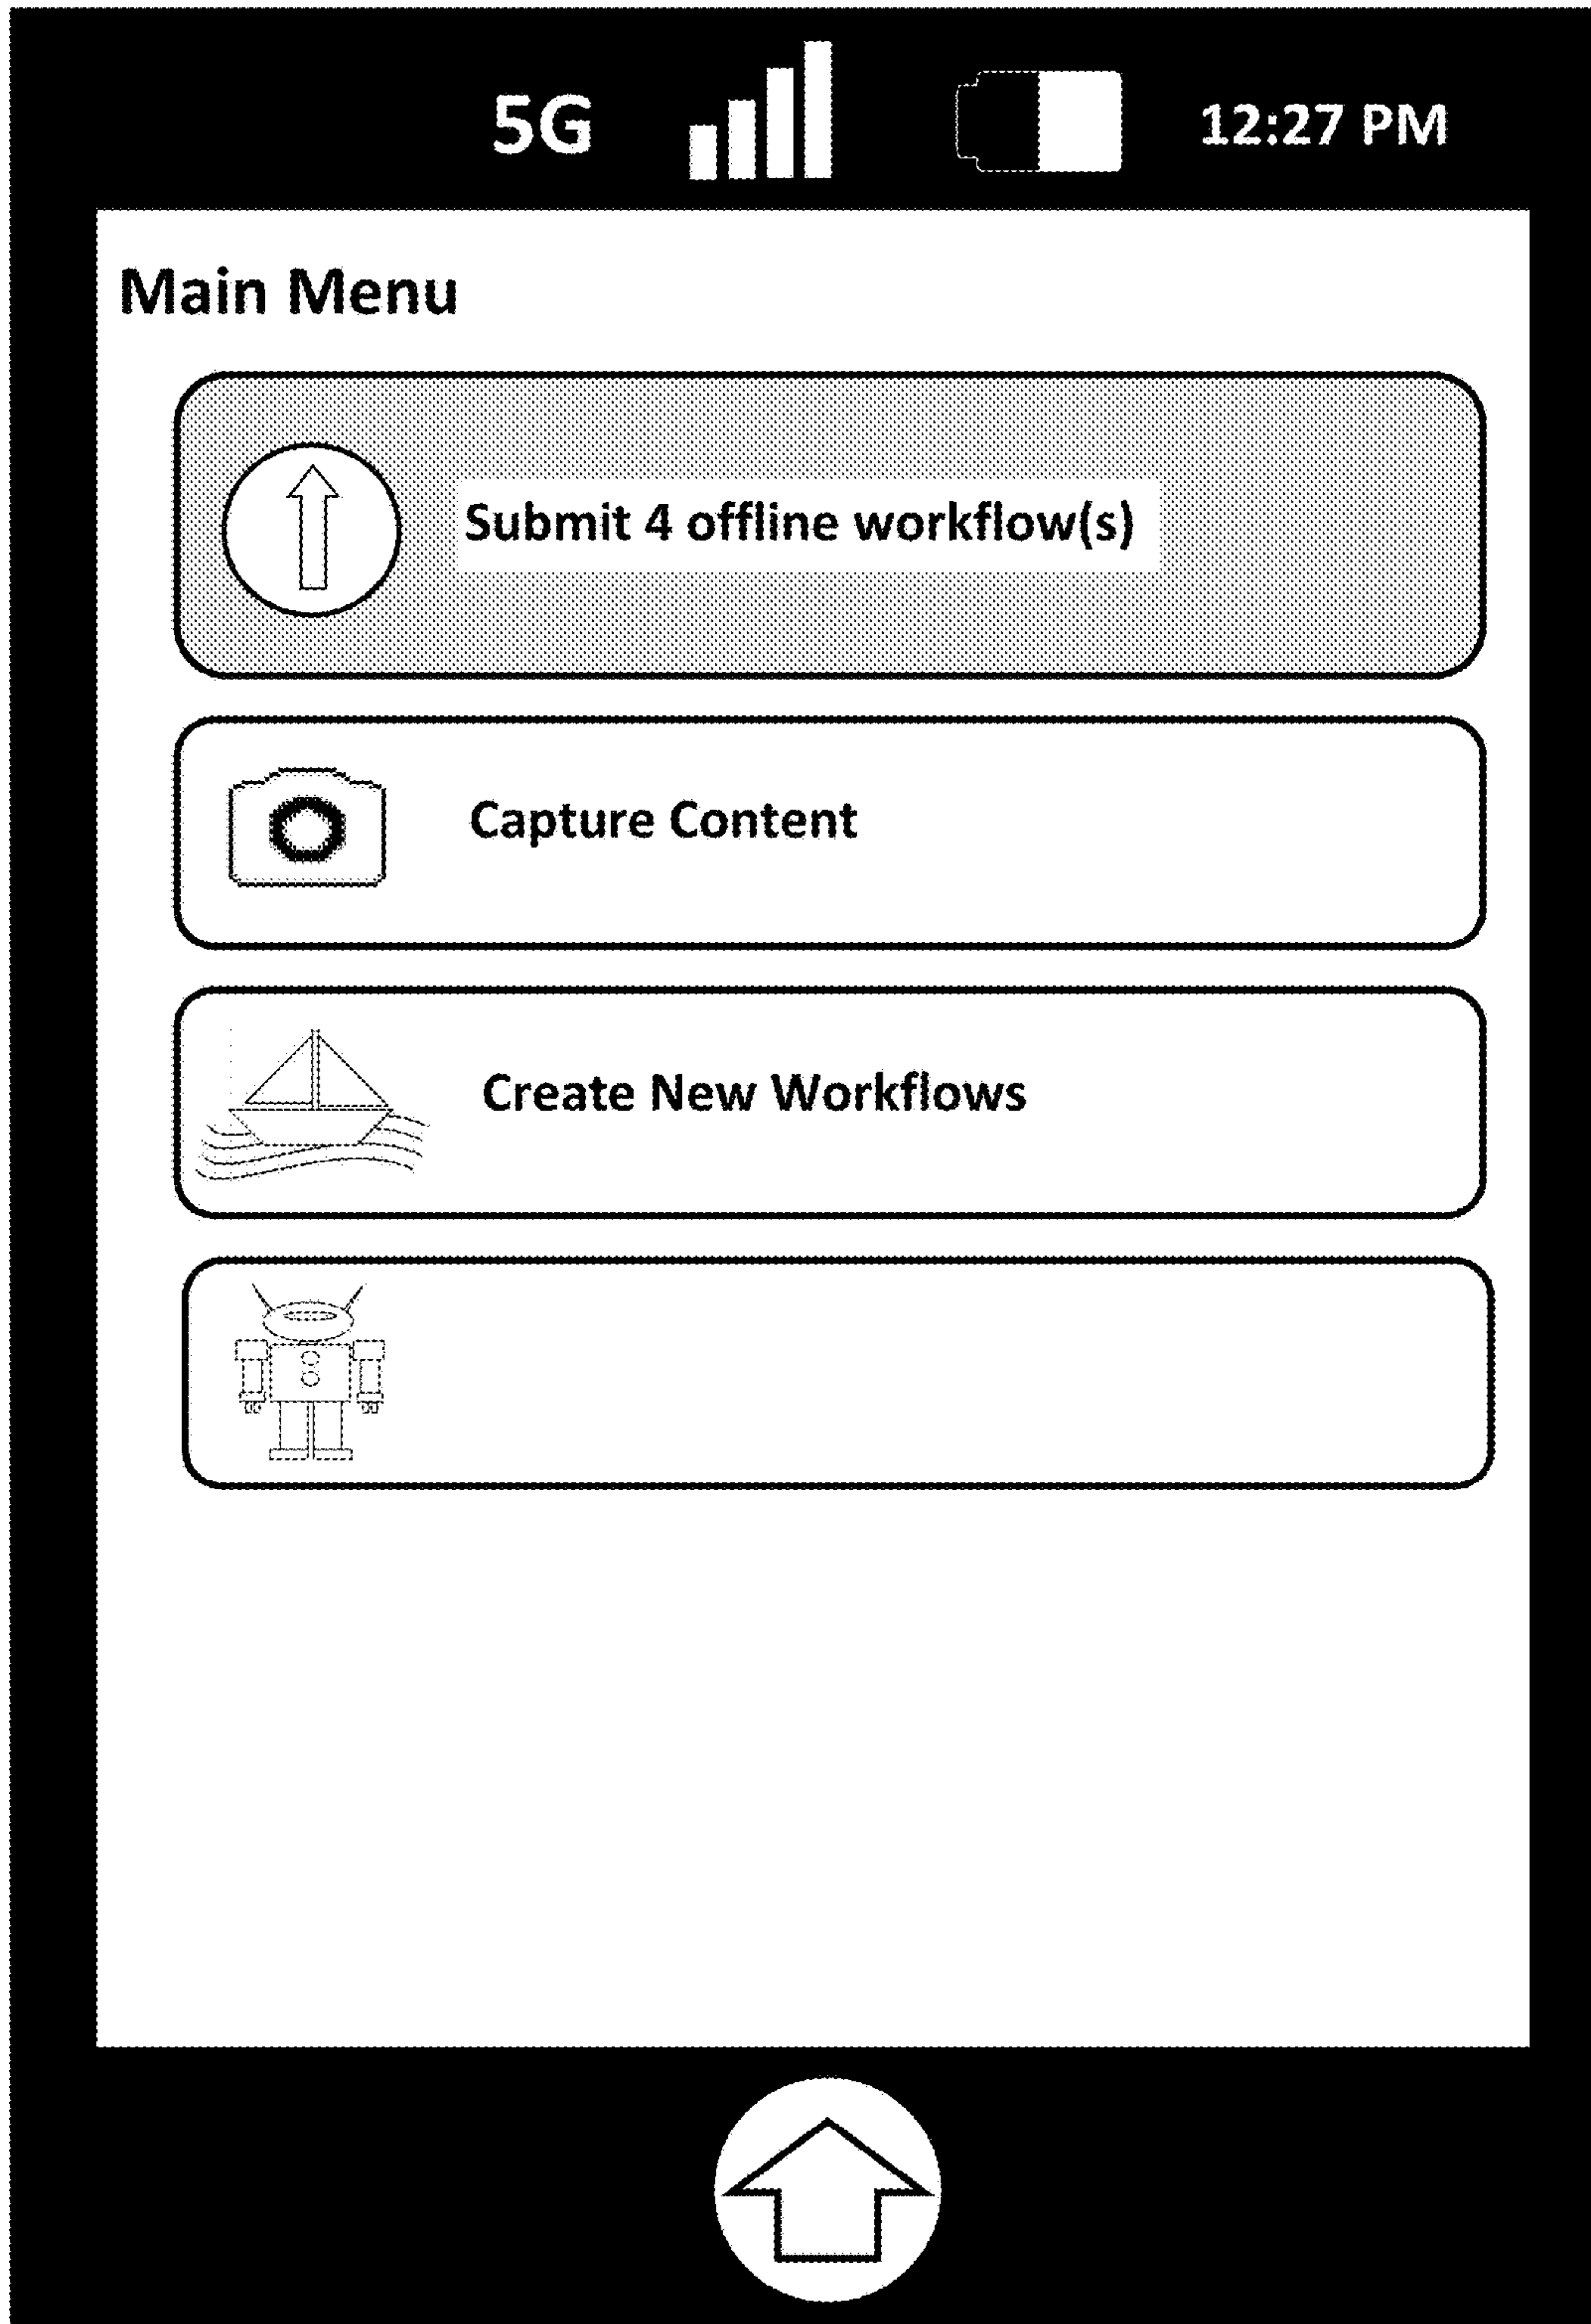 5G 12:27 PM
Main Menu
Submit 4 offline workflow(s)
Capture Content
Create New Workflows